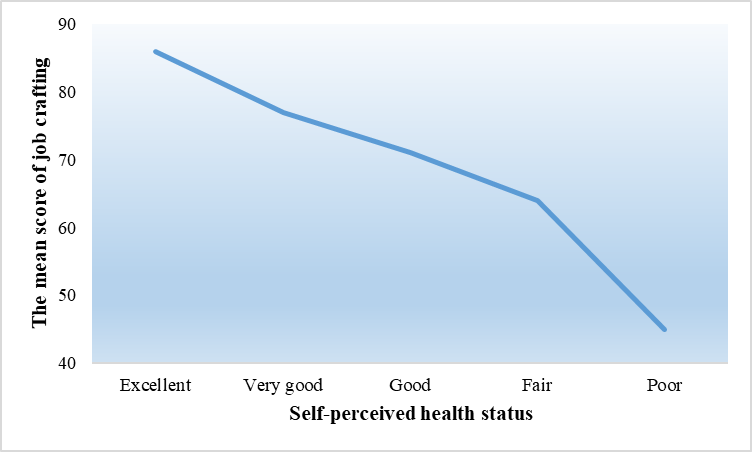 90
80
70
60
50
40
The mean score of job crafting
Excellent
Very good
Good
Fair
Poor
Self-perceived health status